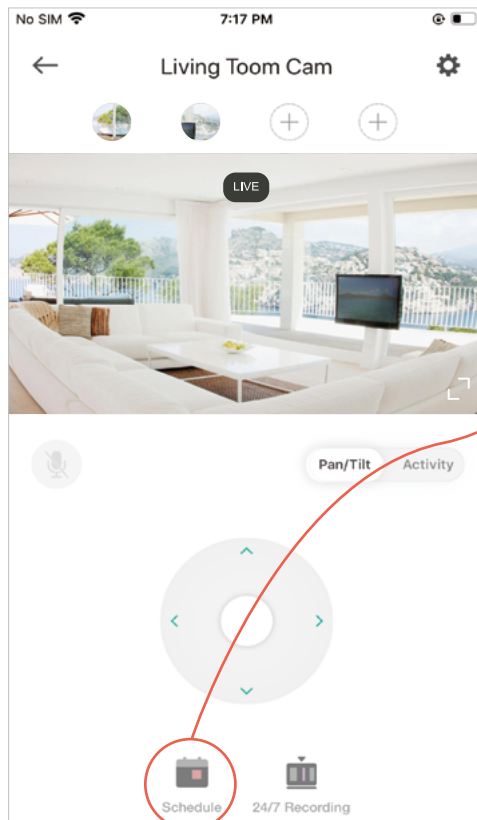 No SIM 7:17 PM
Living Toom Cam
LIVE
Pan/Tilt Activity
Schedule 24/7 Recording